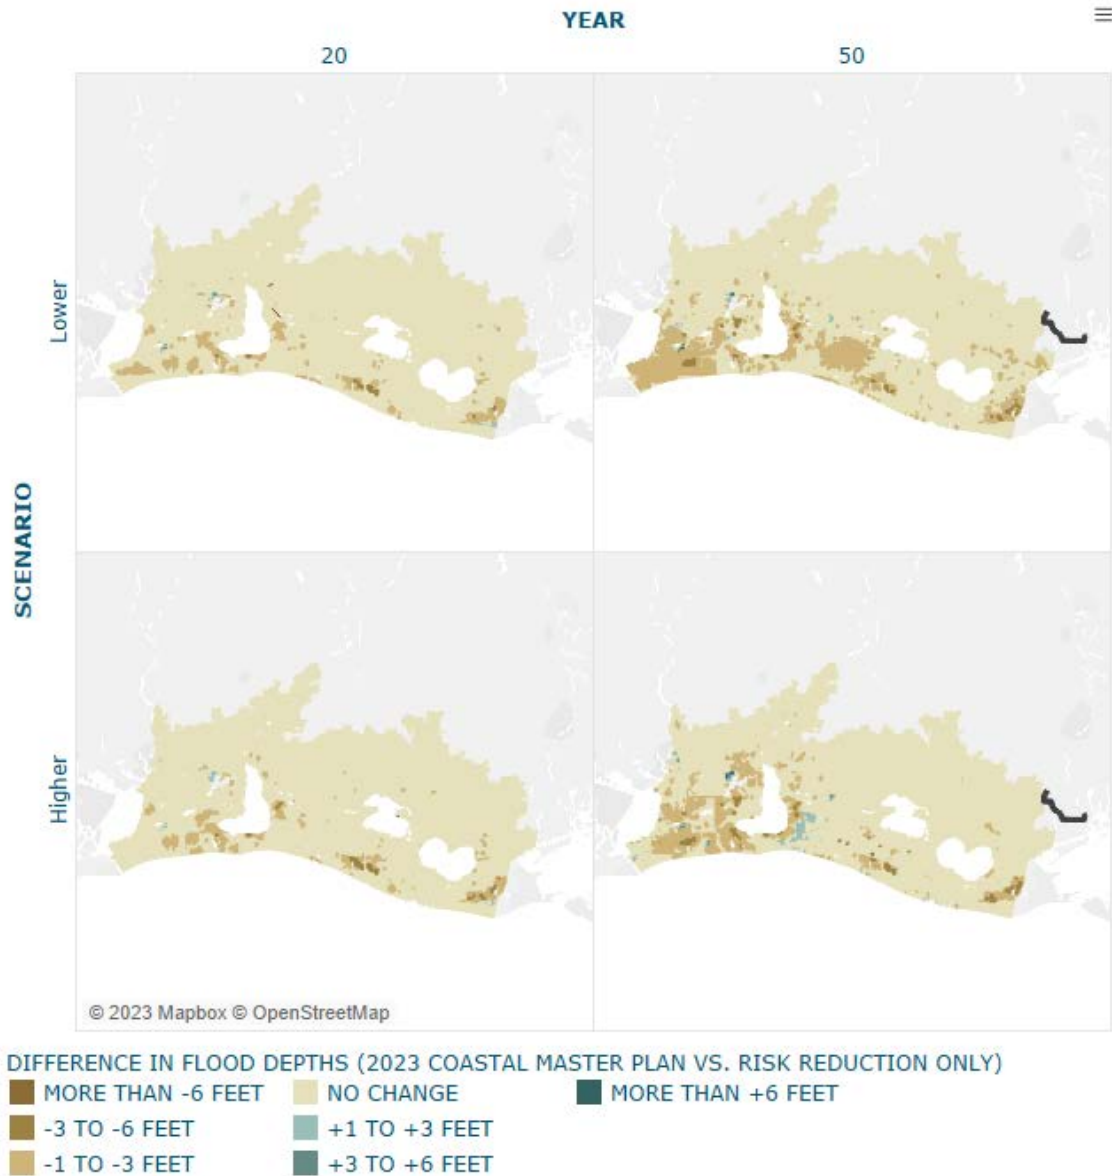 YEAR
20 50
Lower
SCENARIO
Higher
© 2023 Mapbox © OpenStreetMap
DIFFERENCE IN FLOOD DEPTHS (2023 COASTAL MASTER PLAN VS. RISK REDUCTION ONLY)
MORE THAN -6 FEET NO CHANGE MORE THAN +6 FEET
-3 TO -6 FEET +1 TO +3 FEET
-1 TO -3 FEET +3 TO +6 FEET